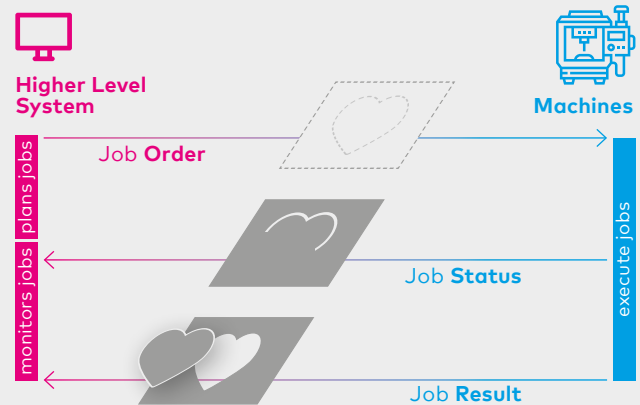 Higher Level
System
Machines
Job Order
plans jobs
monitors jobs
execute jobs
Job Status
Job Result